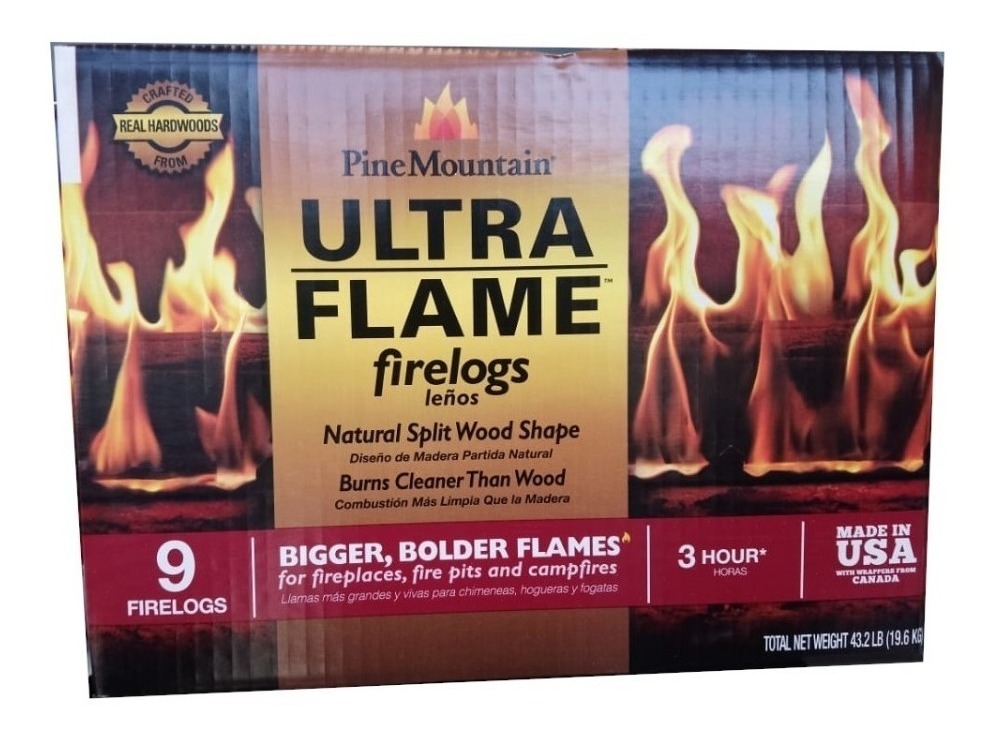 CRAFTED
REAL HARDWOODS
FROM
PineMountain®
ULTRA
FLAME™
firelogs
leños
Natural Split Wood Shape
Diseño de Madera Partida Natural
Burns Cleaner Than Wood
Combustión Más Limpia Que la Madera
9
FIRELOGS
BIGGER, BOLDER FLAMES
for fireplaces, fire pits and campfires
Llamas más grandes y vivas para chimeneas, hogueras y fogatas
3 HOUR*
HORAS
MADE IN
USA
WITH WRAPPERS FROM
CANADA
TOTAL NET WEIGHT 43.2 LB (19.6 KG)